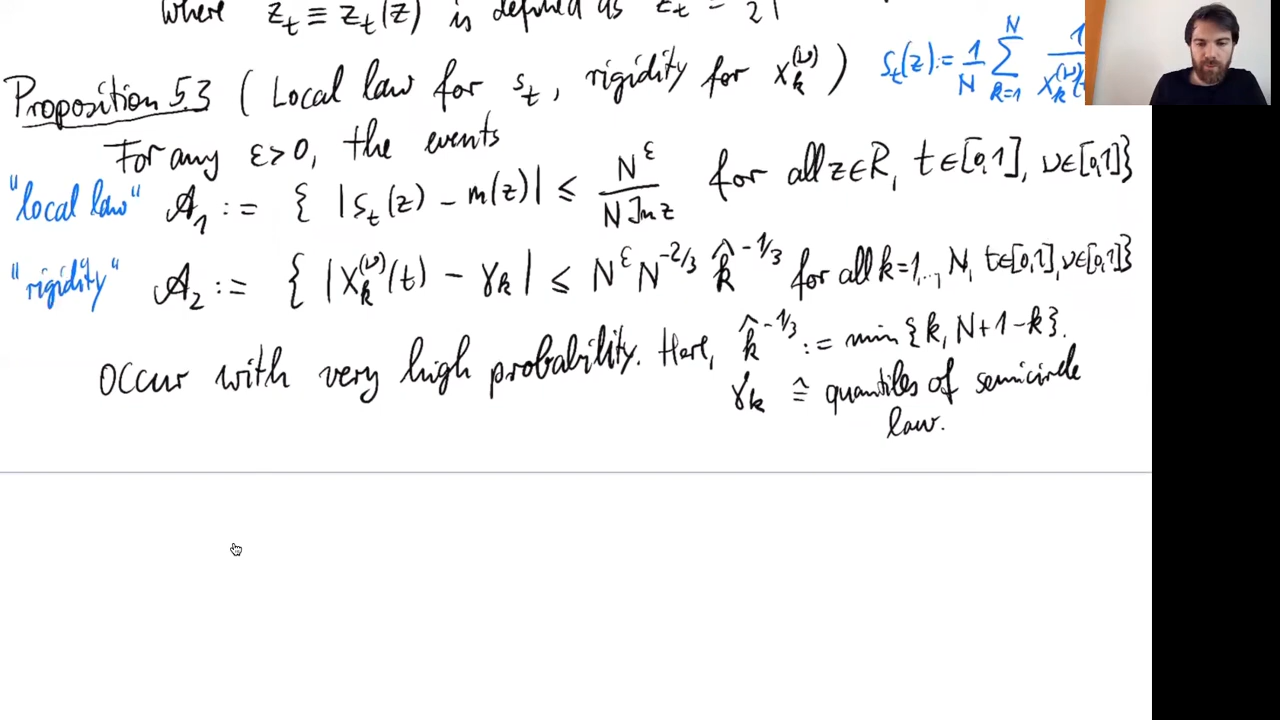 where z_t ≡ z_t(z) is defined as z_t = 
Proposition 5.3 ( Local law for s_t, rigidity for x_k^{(ν)} ) s_t(z) := 1/N ∑_{k=1}^{N} 1/x_k^{(ν)}(
For any ε>0, the events
"local law" 𝒜_1 := { |s_t(z) - m(z)| ≤ N^ε / (N Im z) for all z∈R, t∈[0,1], ν∈[0,1]}
"rigidity" 𝒜_2 := { |x_k^{(ν)}(t) - γ_k| ≤ N^ε N^{-2/3} k̂^{-1/3} for all k=1,.., N, t∈[0,1], ν∈[0,1]}
occur with very high probability. Here, k̂^{-1/3} := min {k, N+1-k}.
γ_k ≙ quantiles of semicircle
law.